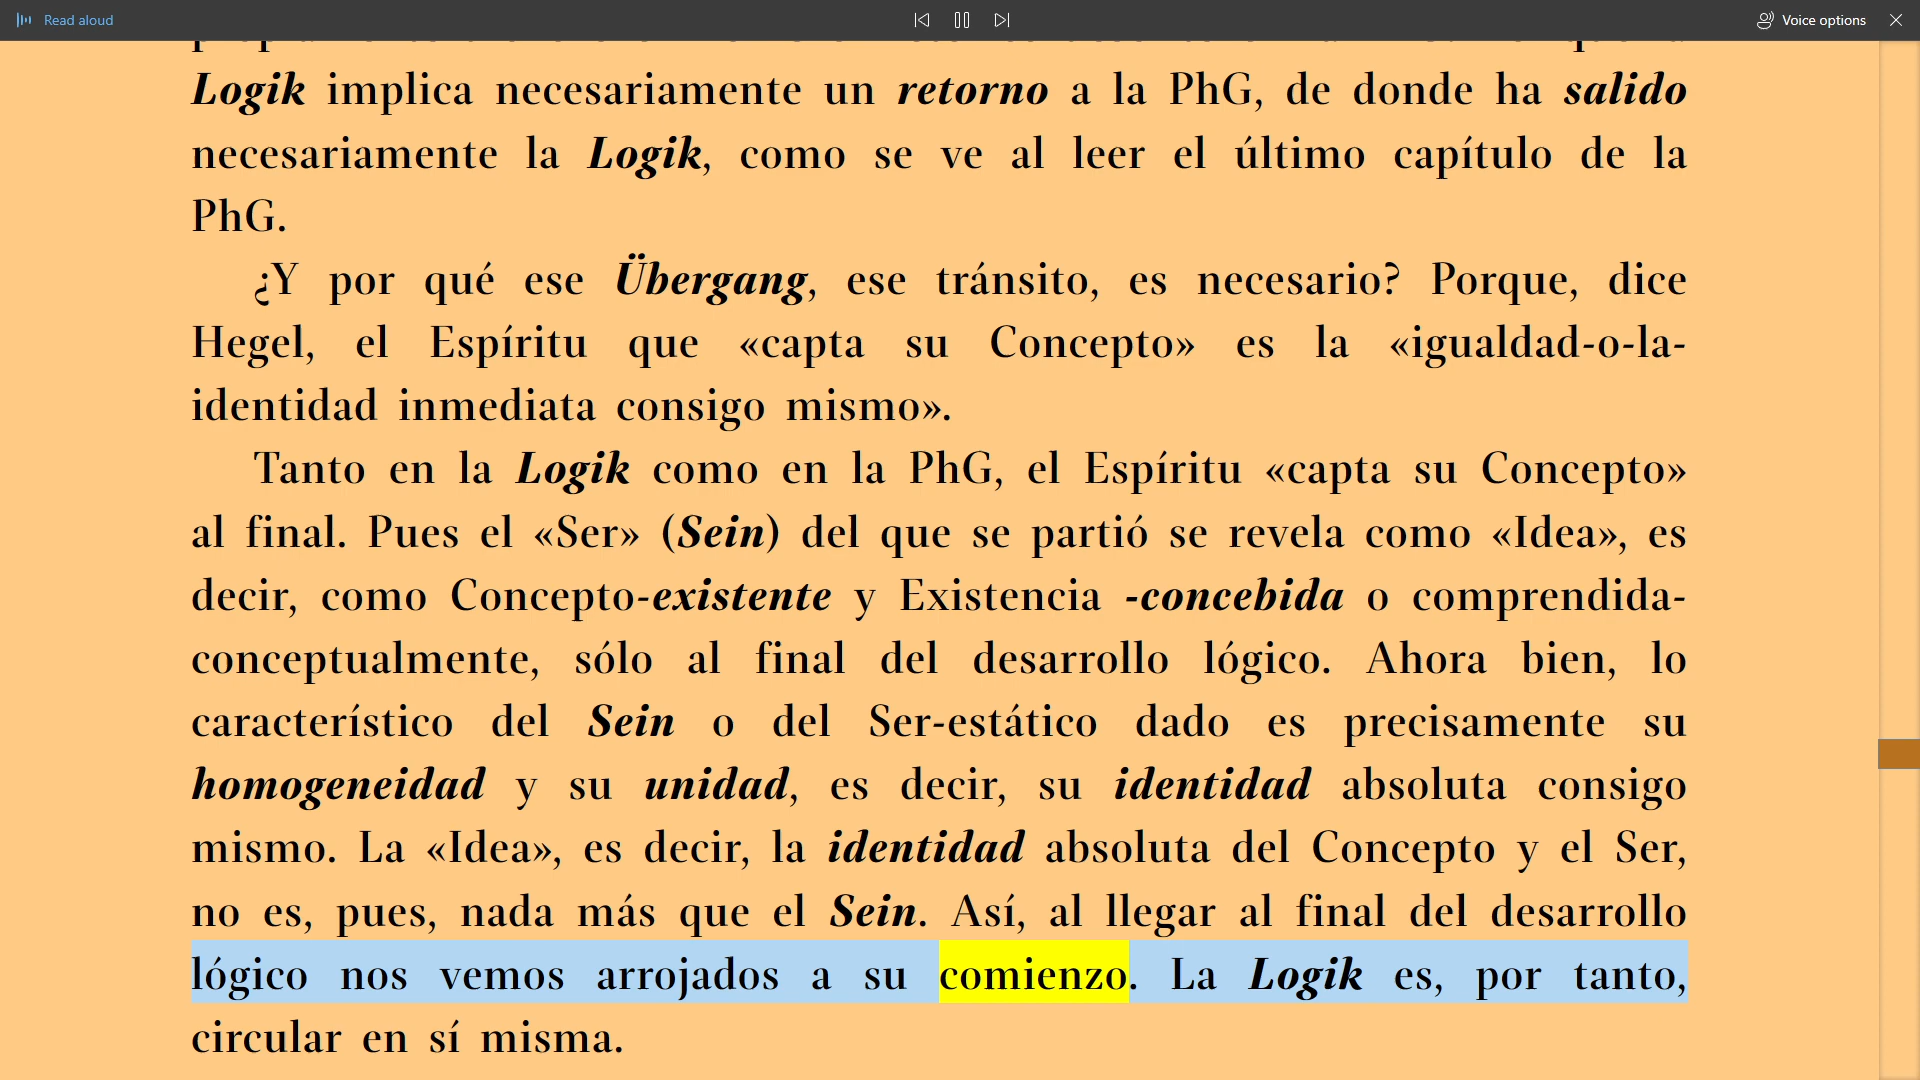 Read aloud
Voice options
Logik implica necesariamente un retorno a la PhG, de donde ha salido
necesariamente la Logik, como se ve al leer el último capítulo de la
PhG.
¿Y por qué ese Übergang, ese tránsito, es necesario? Porque, dice
Hegel, el Espíritu que «capta su Concepto» es la «igualdad-o-la-
identidad inmediata consigo mismo».
Tanto en la Logik como en la PhG, el Espíritu «capta su Concepto»
al final. Pues el «Ser» (Sein) del que se partió se revela como «Idea», es
decir, como Concepto-existente y Existencia -concebida o comprendida-
conceptualmente, sólo al final del desarrollo lógico. Ahora bien, lo
característico del Sein o del Ser-estático dado es precisamente su
homogeneidad y su unidad, es decir, su identidad absoluta consigo
mismo. La «Idea», es decir, la identidad absoluta del Concepto y el Ser,
no es, pues, nada más que el Sein. Así, al llegar al final del desarrollo
lógico nos vemos arrojados a su comienzo. La Logik es, por tanto,
circular en sí misma.